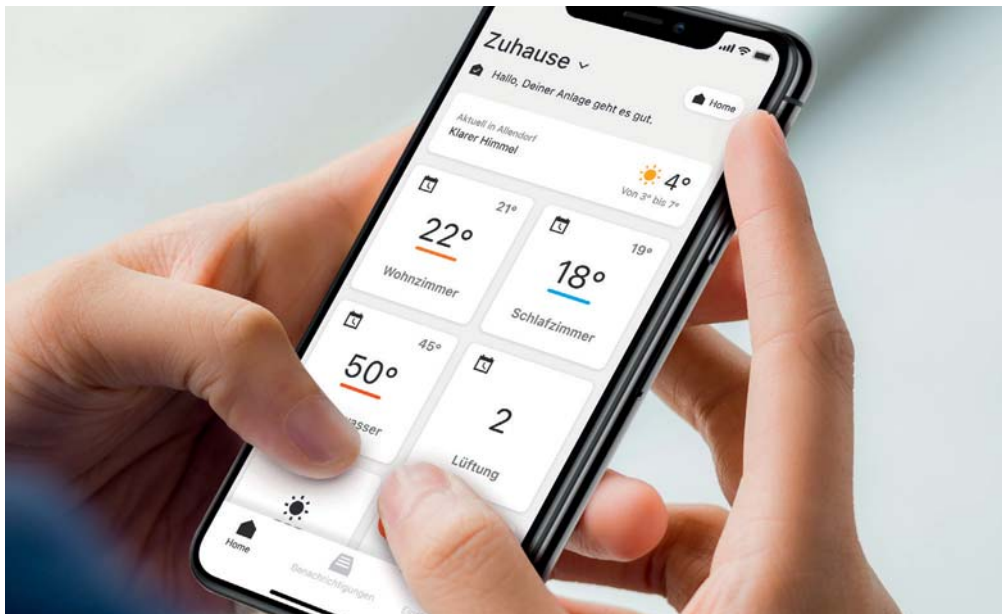 Zuhause
Hallo, Deiner Anlage geht es gut.
Home
Aktuell in Allendorf
Klarer Himmel
4°
Von 3° bis 7°
21°
22°
Wohnzimmer
19°
18°
Schlafzimmer
45°
50°
wasser
2
Lüftung
Home
Benachrichtigungen